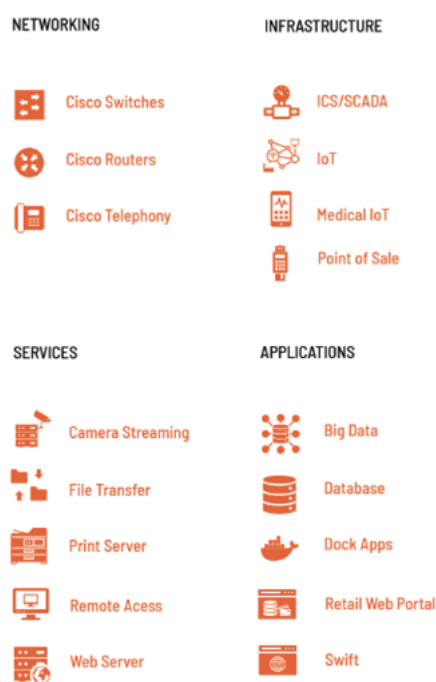 NETWORKING
Cisco Switches
Cisco Routers
Cisco Telephony
INFRASTRUCTURE
ICS/SCADA
IoT
Medical IoT
Point of Sale
SERVICES
Camera Streaming
File Transfer
Print Server
Remote Acess
Web Server
APPLICATIONS
Big Data
Database
Dock Apps
Retail Web Portal
Swift